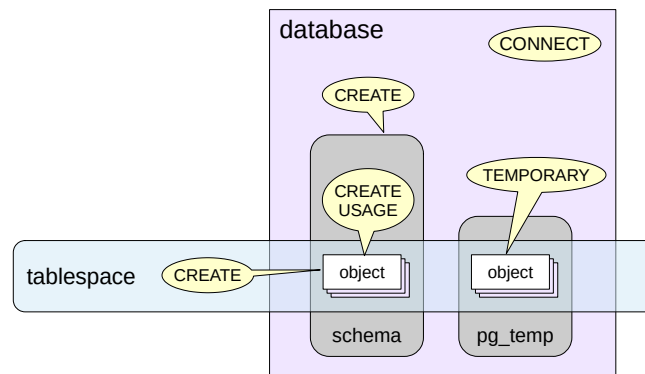 database
CONNECT
CREATE
CREATE
USAGE
TEMPORARY
tablespace
CREATE
object
object
schema
pg_temp